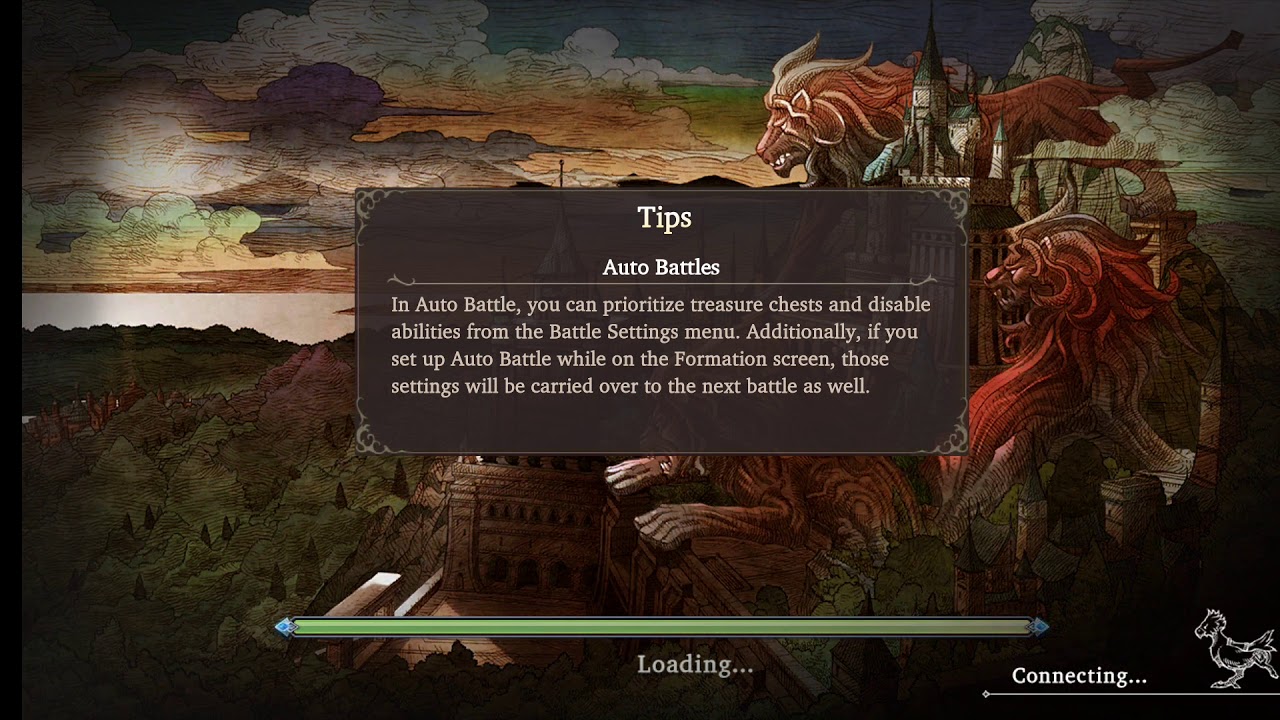 Tips
Auto Battles
In Auto Battle, you can prioritize treasure chests and disable
abilities from the Battle Settings menu. Additionally, if you
set up Auto Battle while on the Formation screen, those
settings will be carried over to the next battle as well.
Loading...
Connecting...